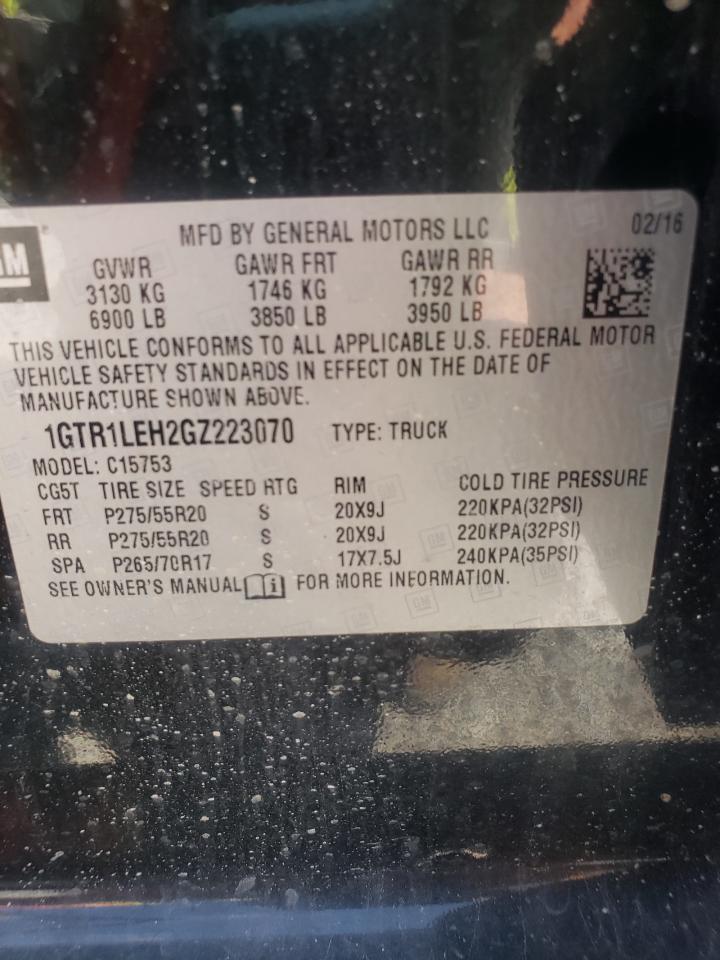 GM
MFD BY GENERAL MOTORS LLC 02/16
GVWR GAWR FRT GAWR RR
3130 KG 1746 KG 1792 KG
6900 LB 3850 LB 3950 LB
THIS VEHICLE CONFORMS TO ALL APPLICABLE U.S. FEDERAL MOTOR
VEHICLE SAFETY STANDARDS IN EFFECT ON THE DATE OF
MANUFACTURE SHOWN ABOVE.
1GTR1LEH2GZ223070 TYPE: TRUCK
MODEL: C15753
CG5T TIRE SIZE SPEED RTG RIM COLD TIRE PRESSURE
FRT P275/55R20 S 20X9J 220KPA(32PSI)
RR P275/55R20 S 20X9J 220KPA(32PSI)
SPA P265/70R17 S 17X7.5J 240KPA(35PSI)
SEE OWNER'S MANUAL i FOR MORE INFORMATION.